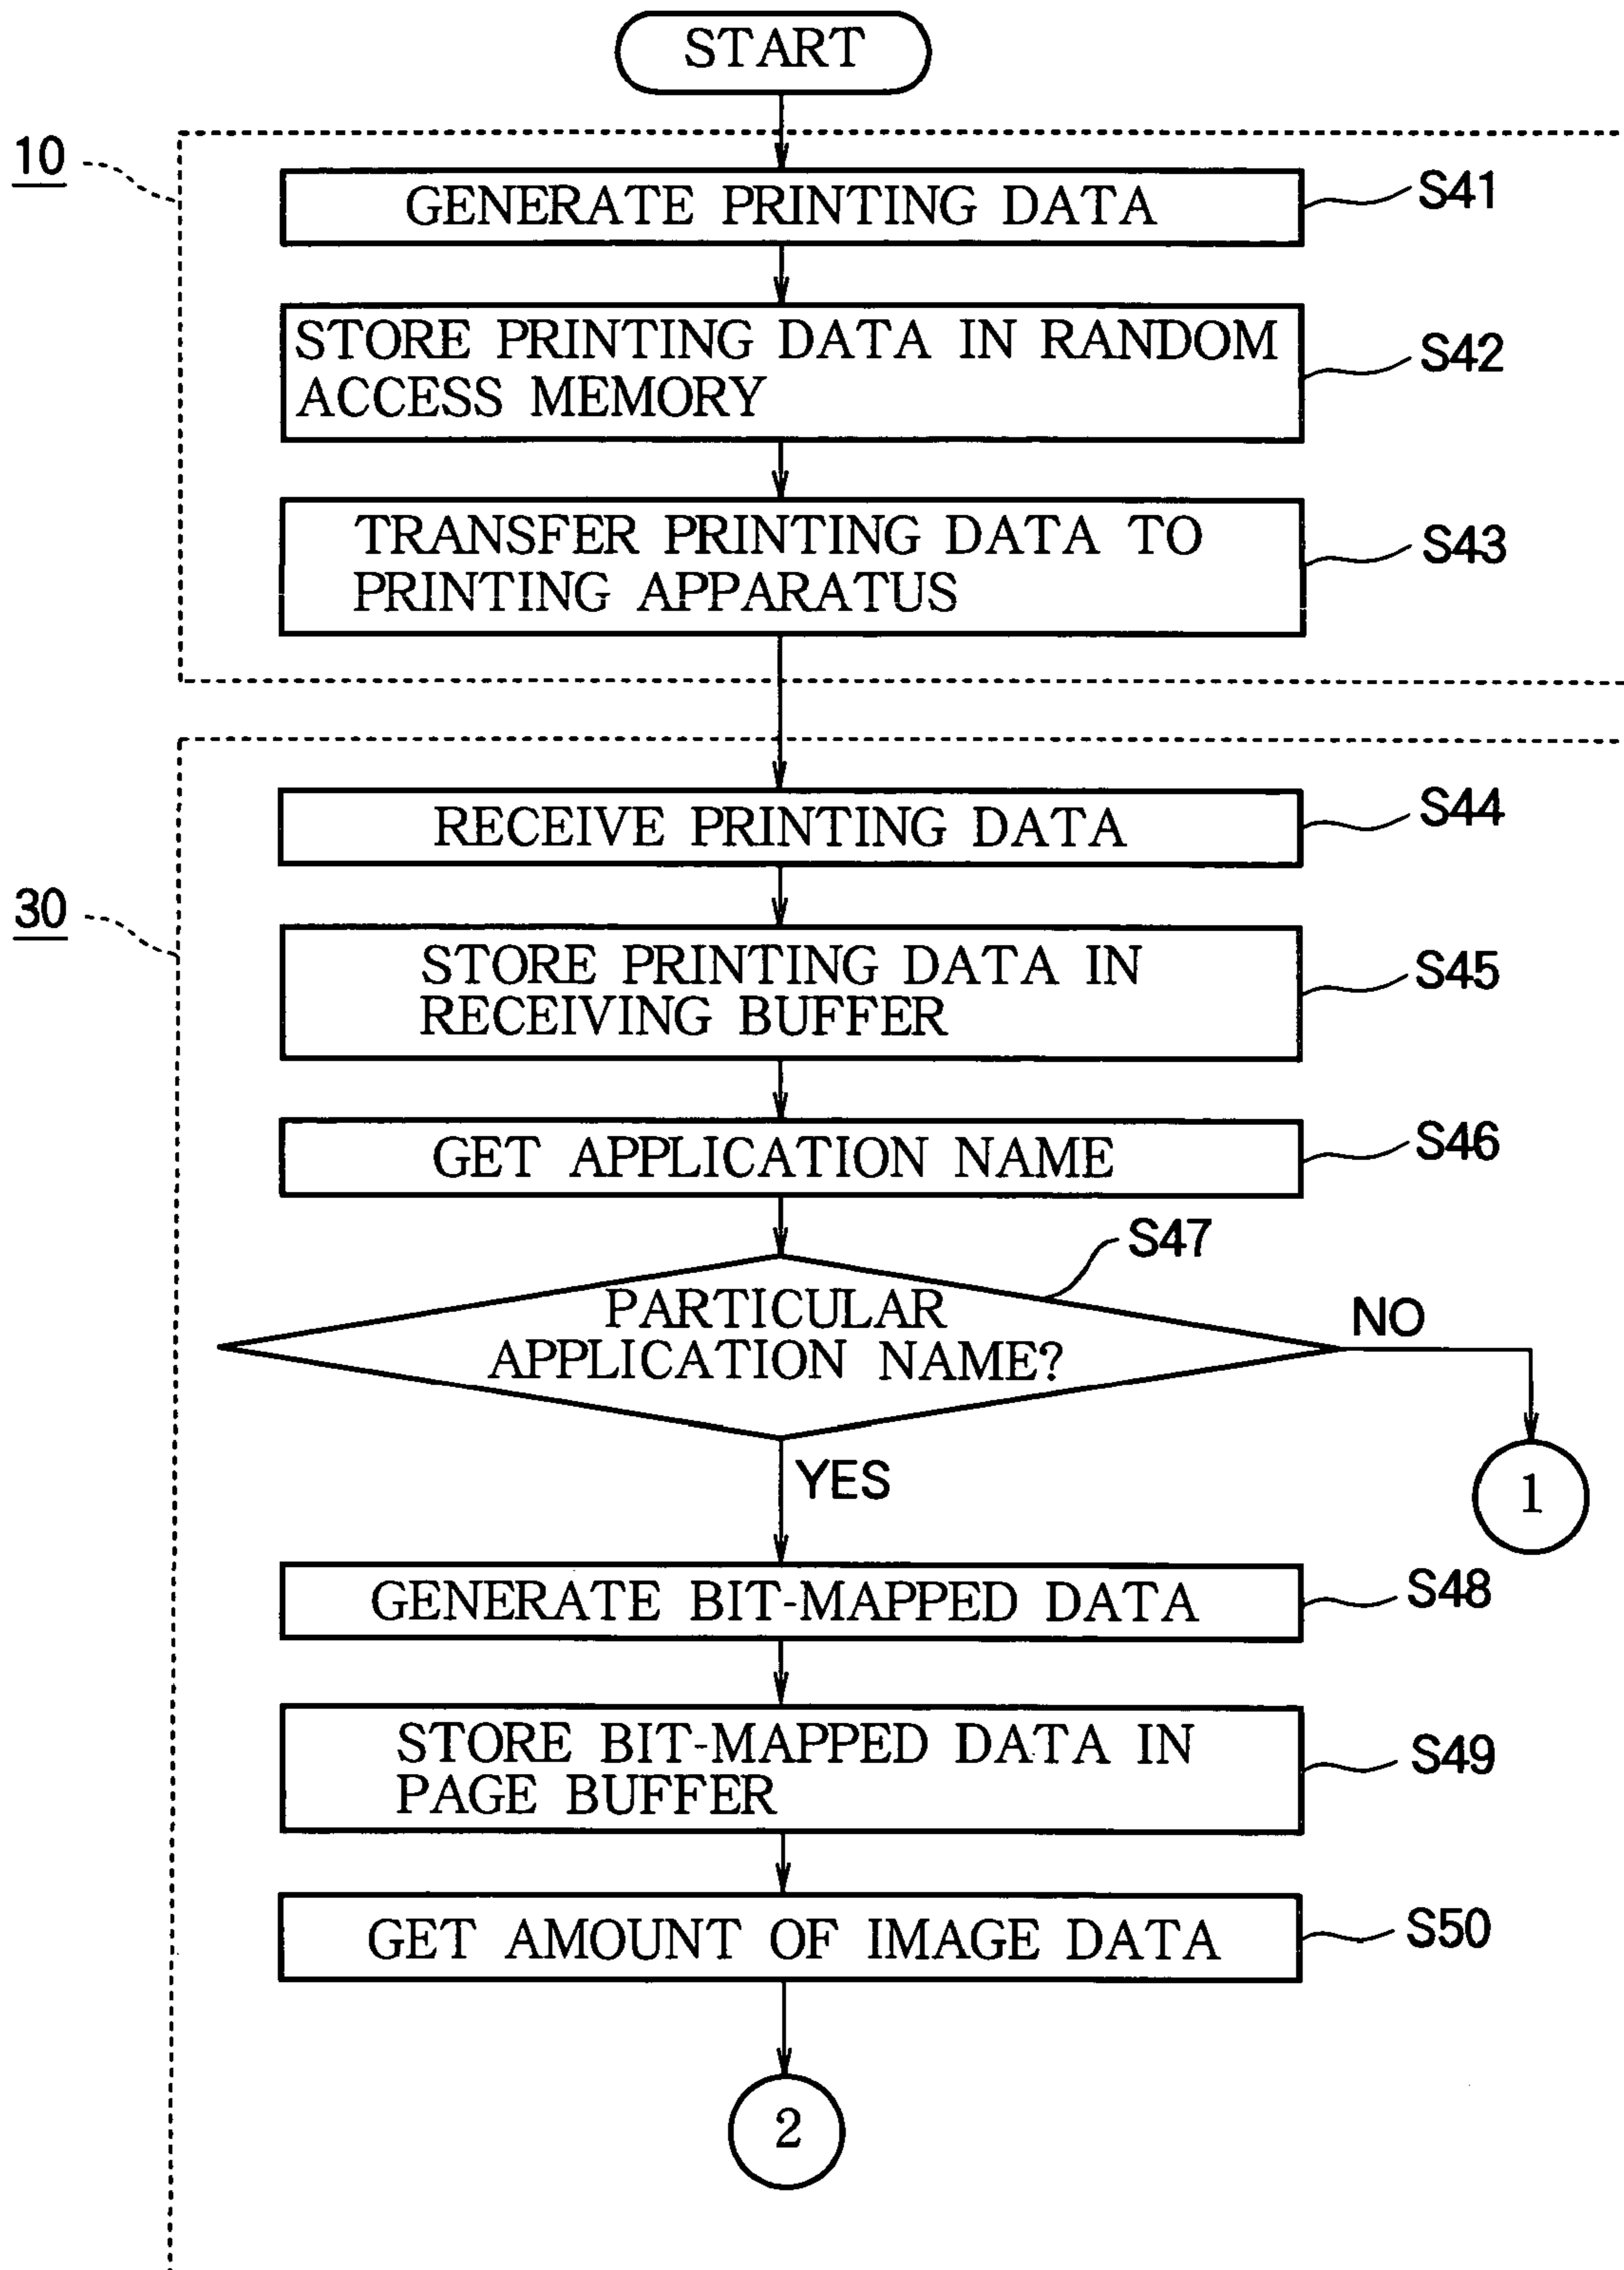 START
10
GENERATE PRINTING DATA
S41
STORE PRINTING DATA IN RANDOM
ACCESS MEMORY
S42
TRANSFER PRINTING DATA TO
PRINTING APPARATUS
S43
30
RECEIVE PRINTING DATA
S44
STORE PRINTING DATA IN
RECEIVING BUFFER
S45
GET APPLICATION NAME
S46
S47
PARTICULAR
APPLICATION NAME?
NO
1
YES
GENERATE BIT-MAPPED DATA
S48
STORE BIT-MAPPED DATA IN
PAGE BUFFER
S49
GET AMOUNT OF IMAGE DATA
S50
2